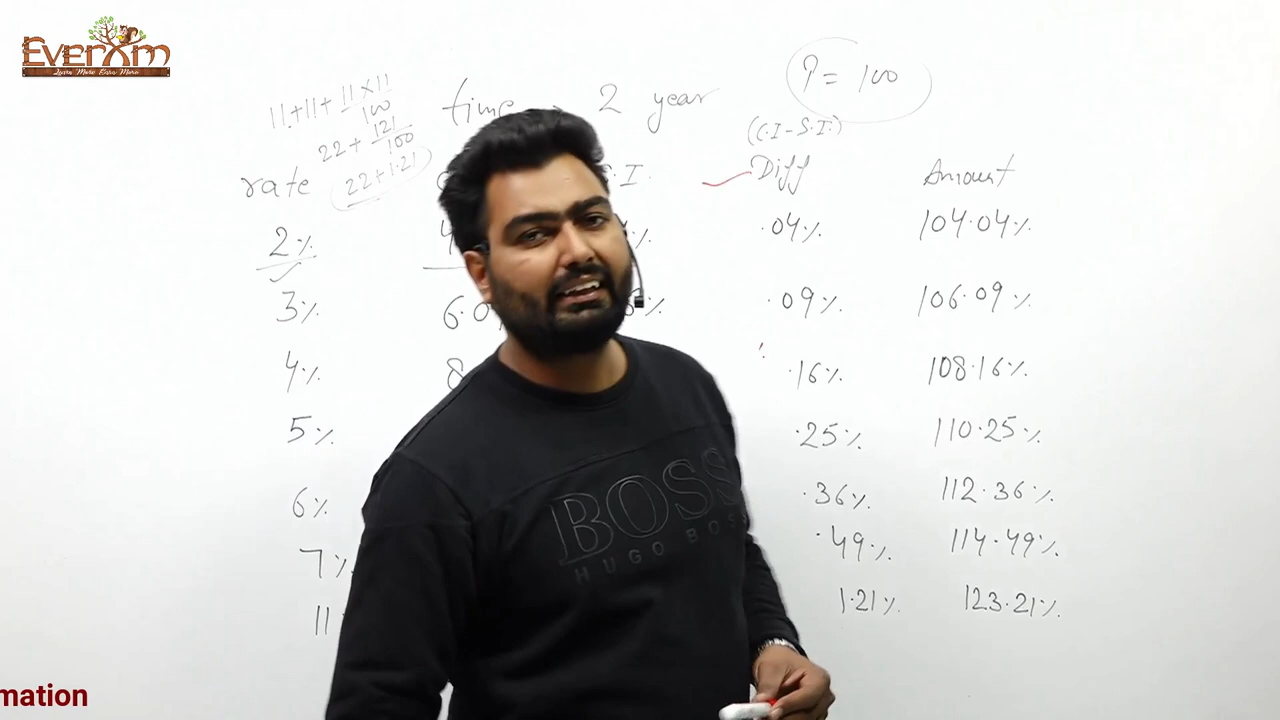 Everexm
Learn More Earn More
11+11+ 11×11/100
22+ 121/100
22+1.21
time 2 year
P = 100
(C.I-S.I.)
rate S.I. Diff Amount
2% .04% 104.04%
3% 6.0 6% .09% 106.09%
4% 8 .16% 108.16%
5% .25% 110.25%
6% .36% 112.36%
7% .49% 114.49%
11 1.21% 123.21%
BOSS
HUGO BOSS
mation